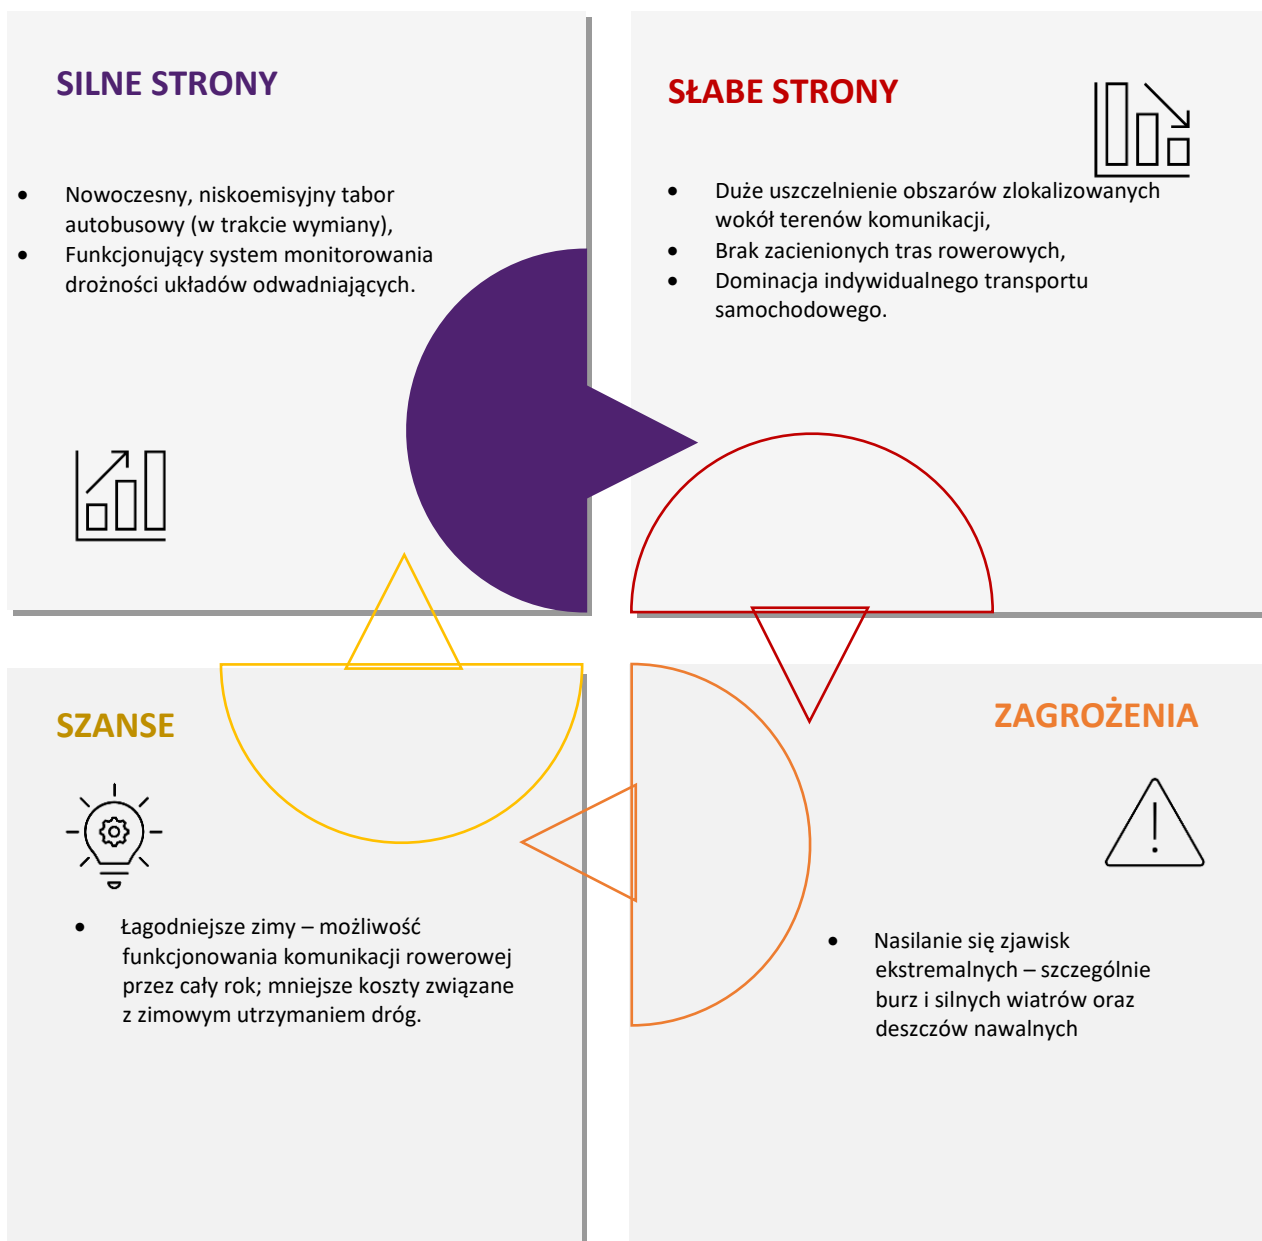 SILNE STRONY
• Nowoczesny, niskoemisyjny tabor
autobusowy (w trakcie wymiany),
• Funkcjonujący system monitorowania
drożności układów odwadniających.
SŁABE STRONY
• Duże uszczelnienie obszarów zlokalizowanych
wokół terenów komunikacji,
• Brak zacienionych tras rowerowych,
• Dominacja indywidualnego transportu
samochodowego.
SZANSE
• Łagodniejsze zimy – możliwość
funkcjonowania komunikacji rowerowej
przez cały rok; mniejsze koszty związane
z zimowym utrzymaniem dróg.
ZAGROŻENIA
• Nasilanie się zjawisk
ekstremalnych – szczególnie
burz i silnych wiatrów oraz
deszczów nawalnych